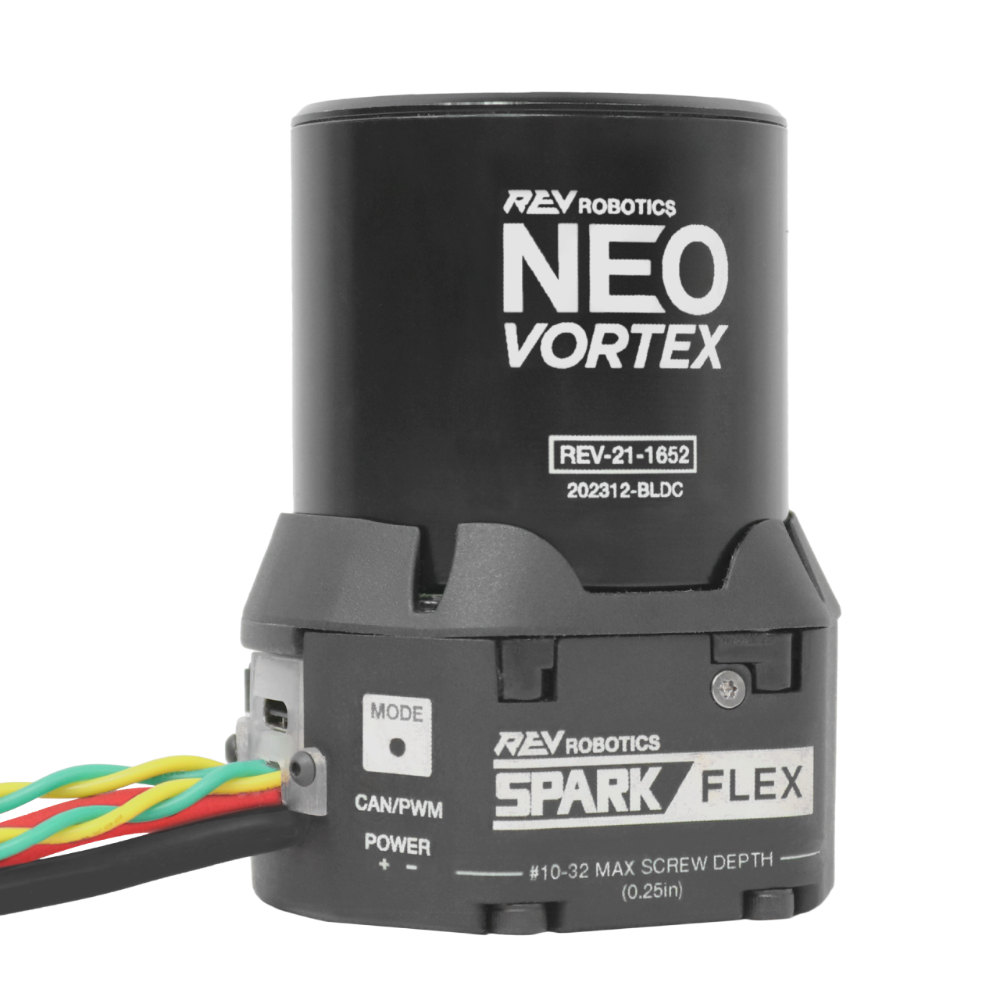 REV ROBOTICS
NEO
VORTEX
REV-21-1652
202312-BLDC
MODE
CAN/PWM
POWER
+ −
REV ROBOTICS
SPARK FLEX
#10-32 MAX SCREW DEPTH
(0.25in)